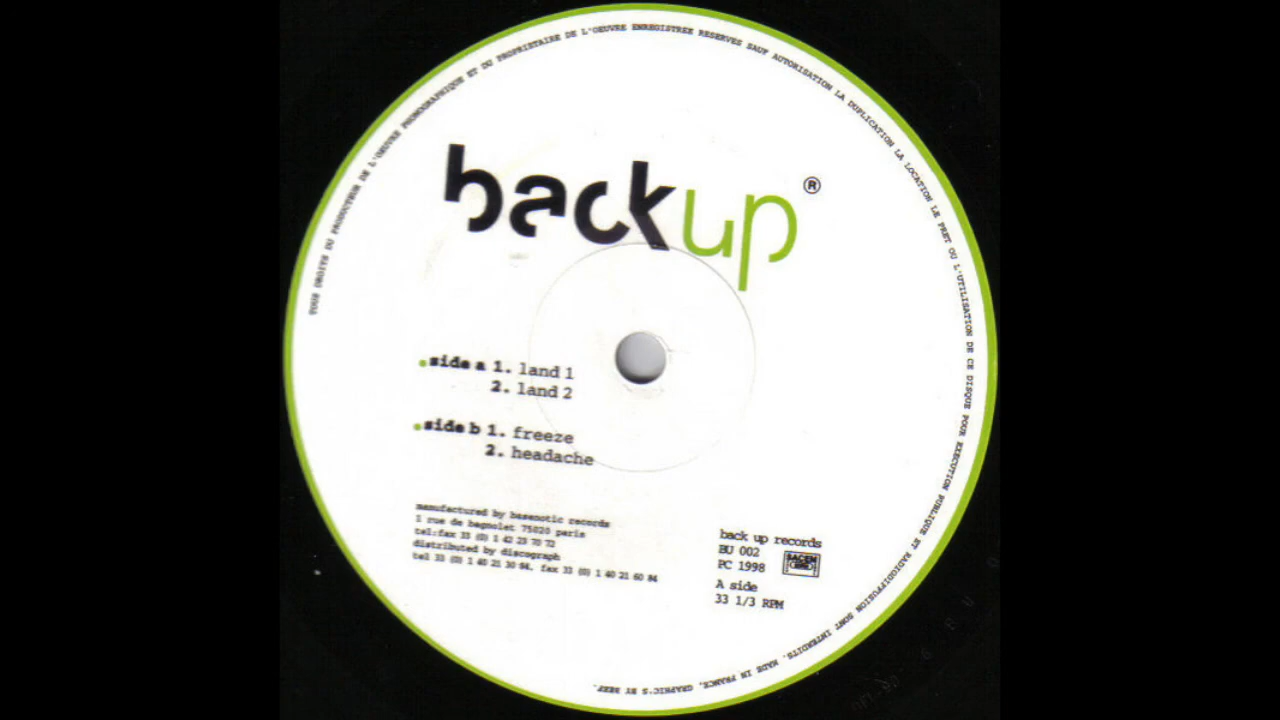 TOUS DROITS DU PRODUCTEUR DE L'OEUVRE PHONOGRAPHIQUE ET DU PROPRIETAIRE DE L'OEUVRE ENREGISTREE RESERVES SAUF AUTORISATION LA DUPLICATION LA LOCATION LE PRET OU L'UTILISATION DE CE DISQUE POUR EXECUTION PUBLIQUE ET RADIODIFFUSION SONT INTERDITS. MADE IN FRANCE. GRAPHIC'S BY BEEF.
backup ®
side a 1. land 1
2. land 2
side b 1. freeze
2. headache
manufactured by basenotic records
1 rue de bagnolet 75020 paris
tel:fax 33 (0) 1 42 23 70 72
distributed by discograph
tel 33 (0) 1 40 21 30 84. fax 33 (0) 1 40 21 60 84
back up records
BU 002
PC 1998
SACEM
A side
33 1/3 RPM